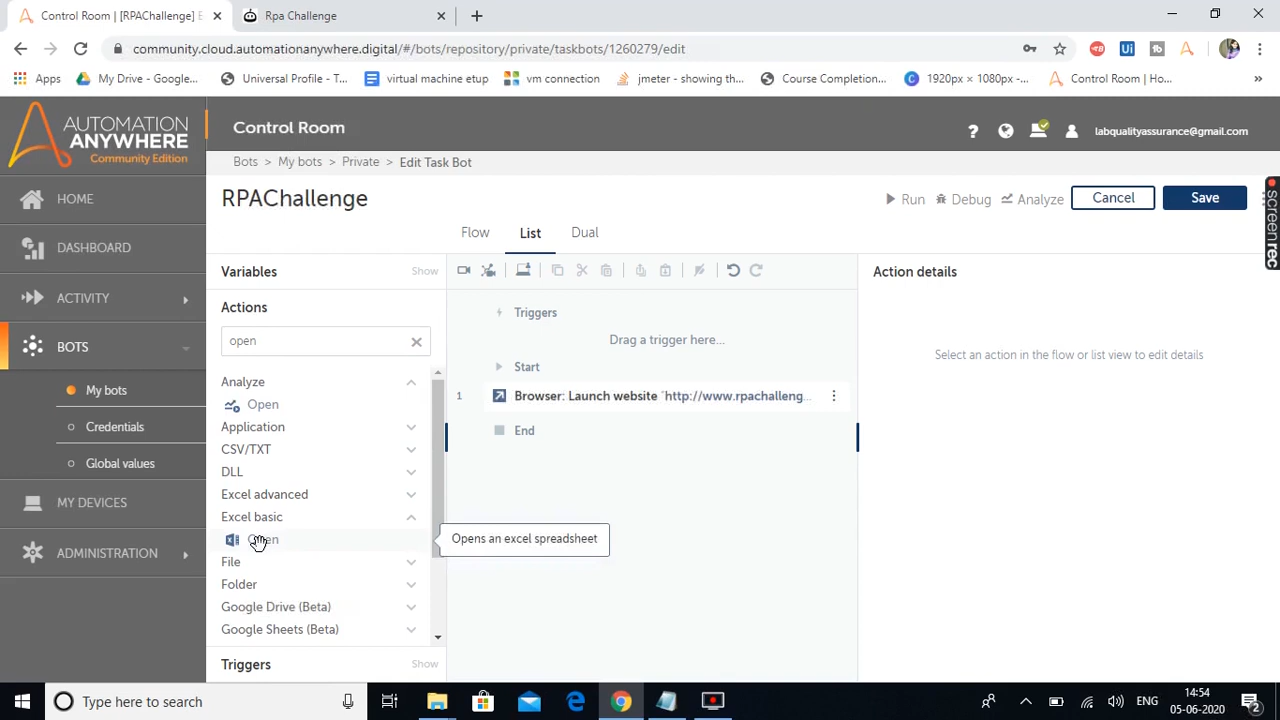 Control Room | [RPAChallenge] E
Rpa Challenge
community.cloud.automationanywhere.digital/#/bots/repository/private/taskbots/1260279/edit
Apps
My Drive - Google...
Universal Profile - T...
virtual machine etup
vm connection
jmeter - showing th...
Course Completion...
1920px × 1080px -...
Control Room | Ho...
»
AUTOMATION
ANYWHERE
Community Edition
Control Room
labqualityassurance@gmail.com
Bots > My bots > Private > Edit Task Bot
HOME
DASHBOARD
ACTIVITY
BOTS
My bots
Credentials
Global values
MY DEVICES
ADMINISTRATION
RPAChallenge
Run
Debug
Analyze
Cancel
Save
Flow
List
Dual
Variables
Show
Actions
open
Analyze
Open
Application
CSV/TXT
DLL
Excel advanced
Excel basic
Open
File
Folder
Google Drive (Beta)
Google Sheets (Beta)
Triggers
Show
Opens an excel spreadsheet
Triggers
Drag a trigger here...
Start
1 Browser: Launch website "http://www.rpachalleng...
End
Action details
Select an action in the flow or list view to edit details
screenrec
Type here to search
ENG
14:54
05-06-2020
2